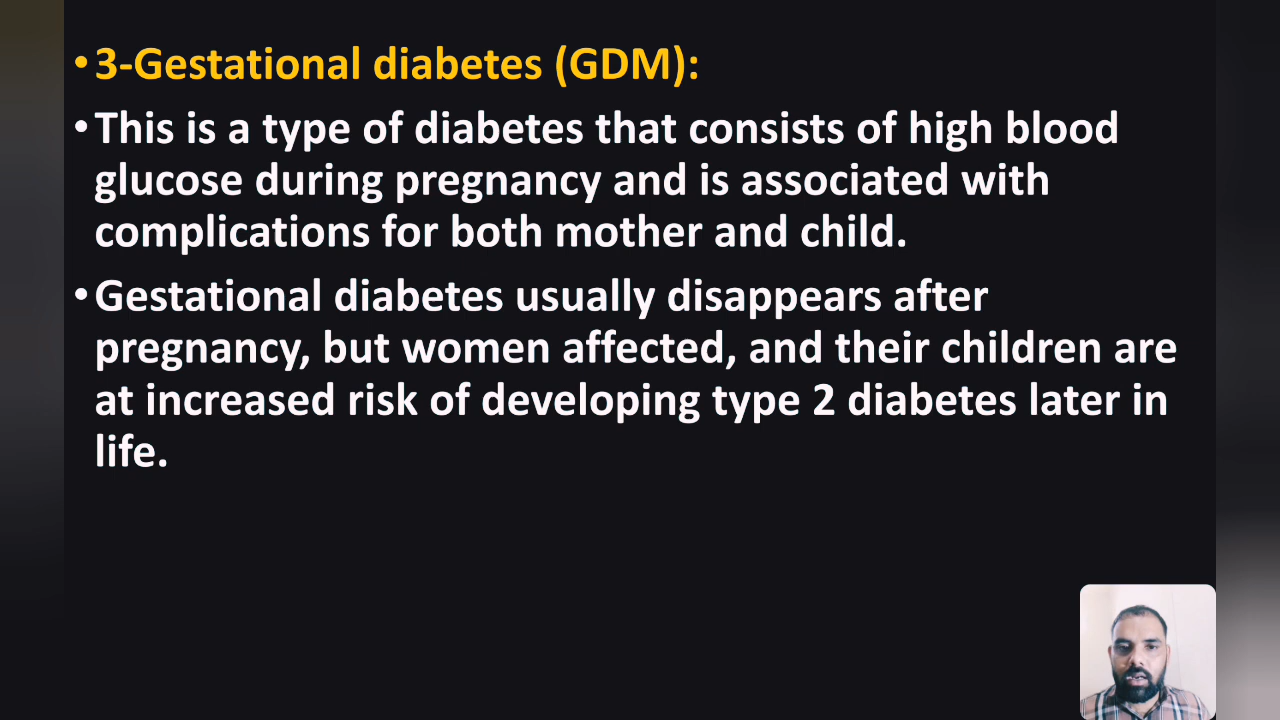 •3-Gestational diabetes (GDM):
•This is a type of diabetes that consists of high blood
glucose during pregnancy and is associated with
complications for both mother and child.
•Gestational diabetes usually disappears after
pregnancy, but women affected, and their children are
at increased risk of developing type 2 diabetes later in
life.